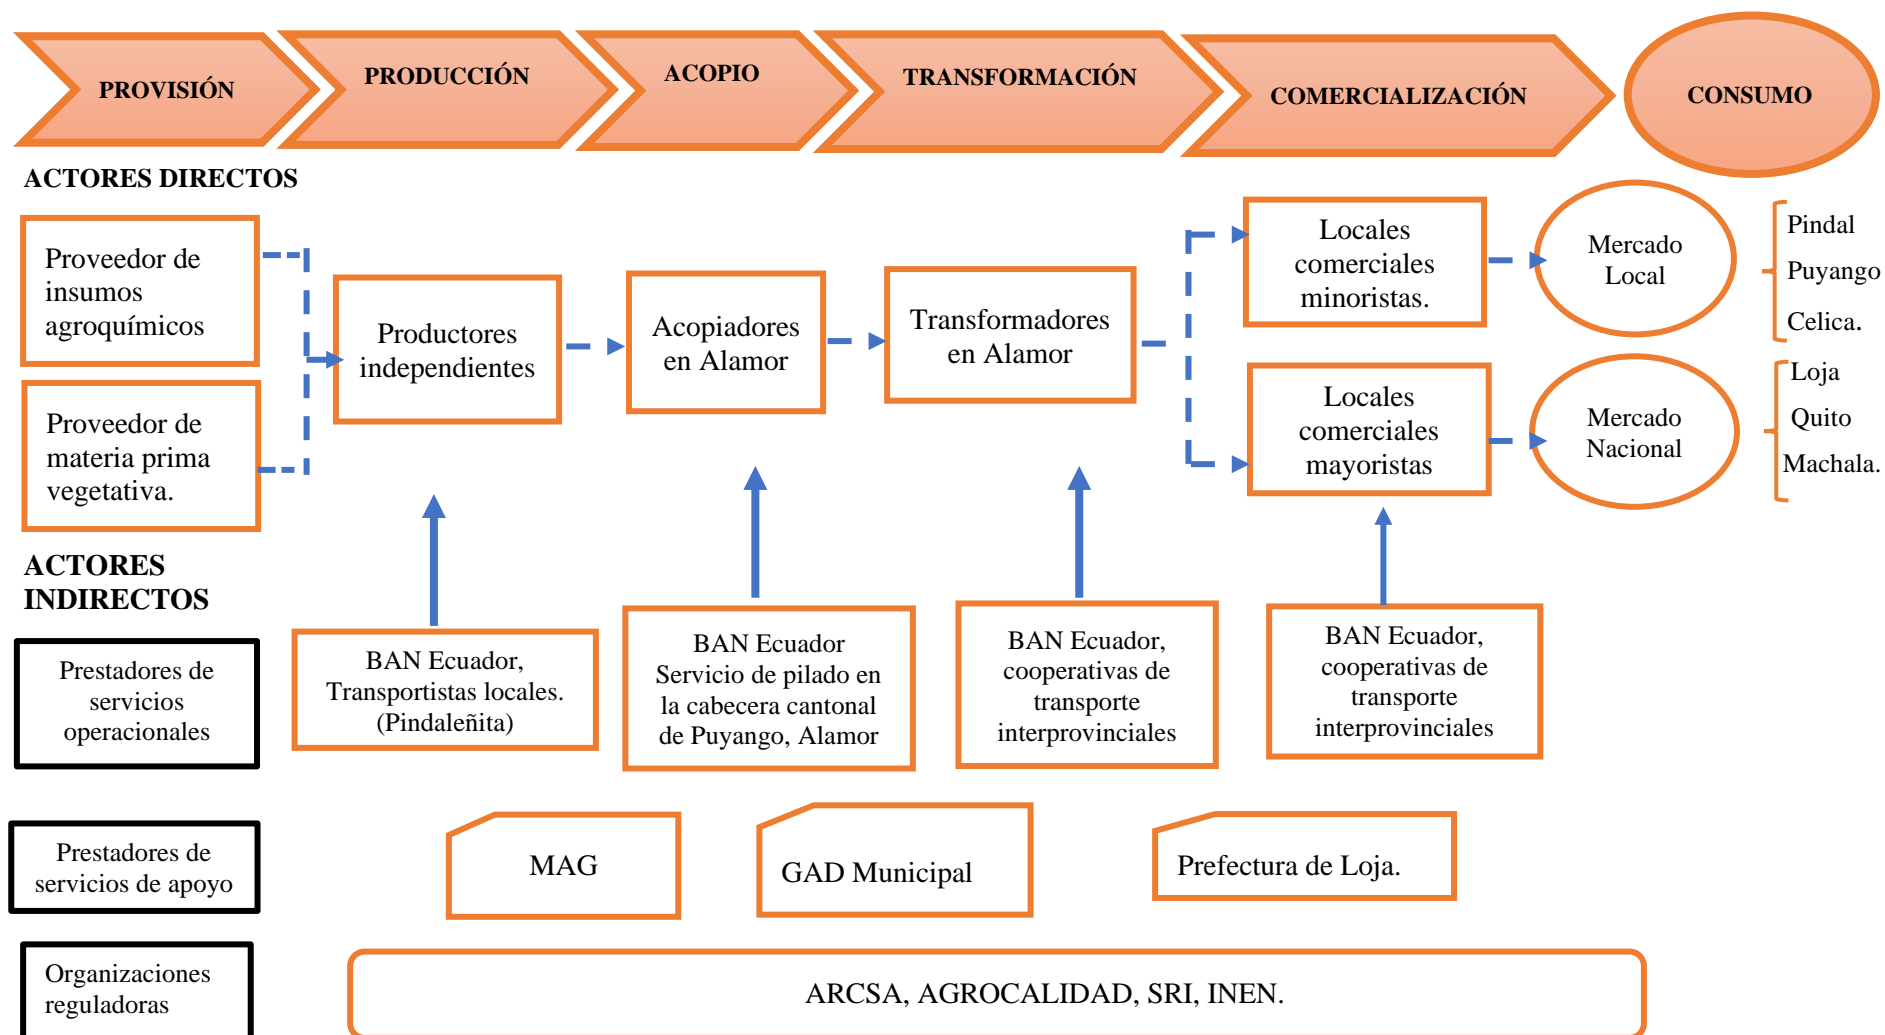 PROVISIÓN
PRODUCCIÓN
ACOPIO
TRANSFORMACIÓN
COMERCIALIZACIÓN
CONSUMO
ACTORES DIRECTOS
Proveedor de
insumos
agroquímicos
Proveedor de
materia prima
vegetativa.
Productores
independientes
Acopiadores
en Alamor
Transformadores
en Alamor
Locales
comerciales
minoristas.
Locales
comerciales
mayoristas
Mercado
Local
Mercado
Nacional
Pindal
Puyango
Celica.
Loja
Quito
Machala.
ACTORES
INDIRECTOS
Prestadores de
servicios
operacionales
BAN Ecuador,
Transportistas locales.
(Pindaleñita)
BAN Ecuador
Servicio de pilado en
la cabecera cantonal
de Puyango, Alamor
BAN Ecuador,
cooperativas de
transporte
interprovinciales
BAN Ecuador,
cooperativas de
transporte
interprovinciales
Prestadores de
servicios de apoyo
MAG
GAD Municipal
Prefectura de Loja.
Organizaciones
reguladoras
ARCSA, AGROCALIDAD, SRI, INEN.